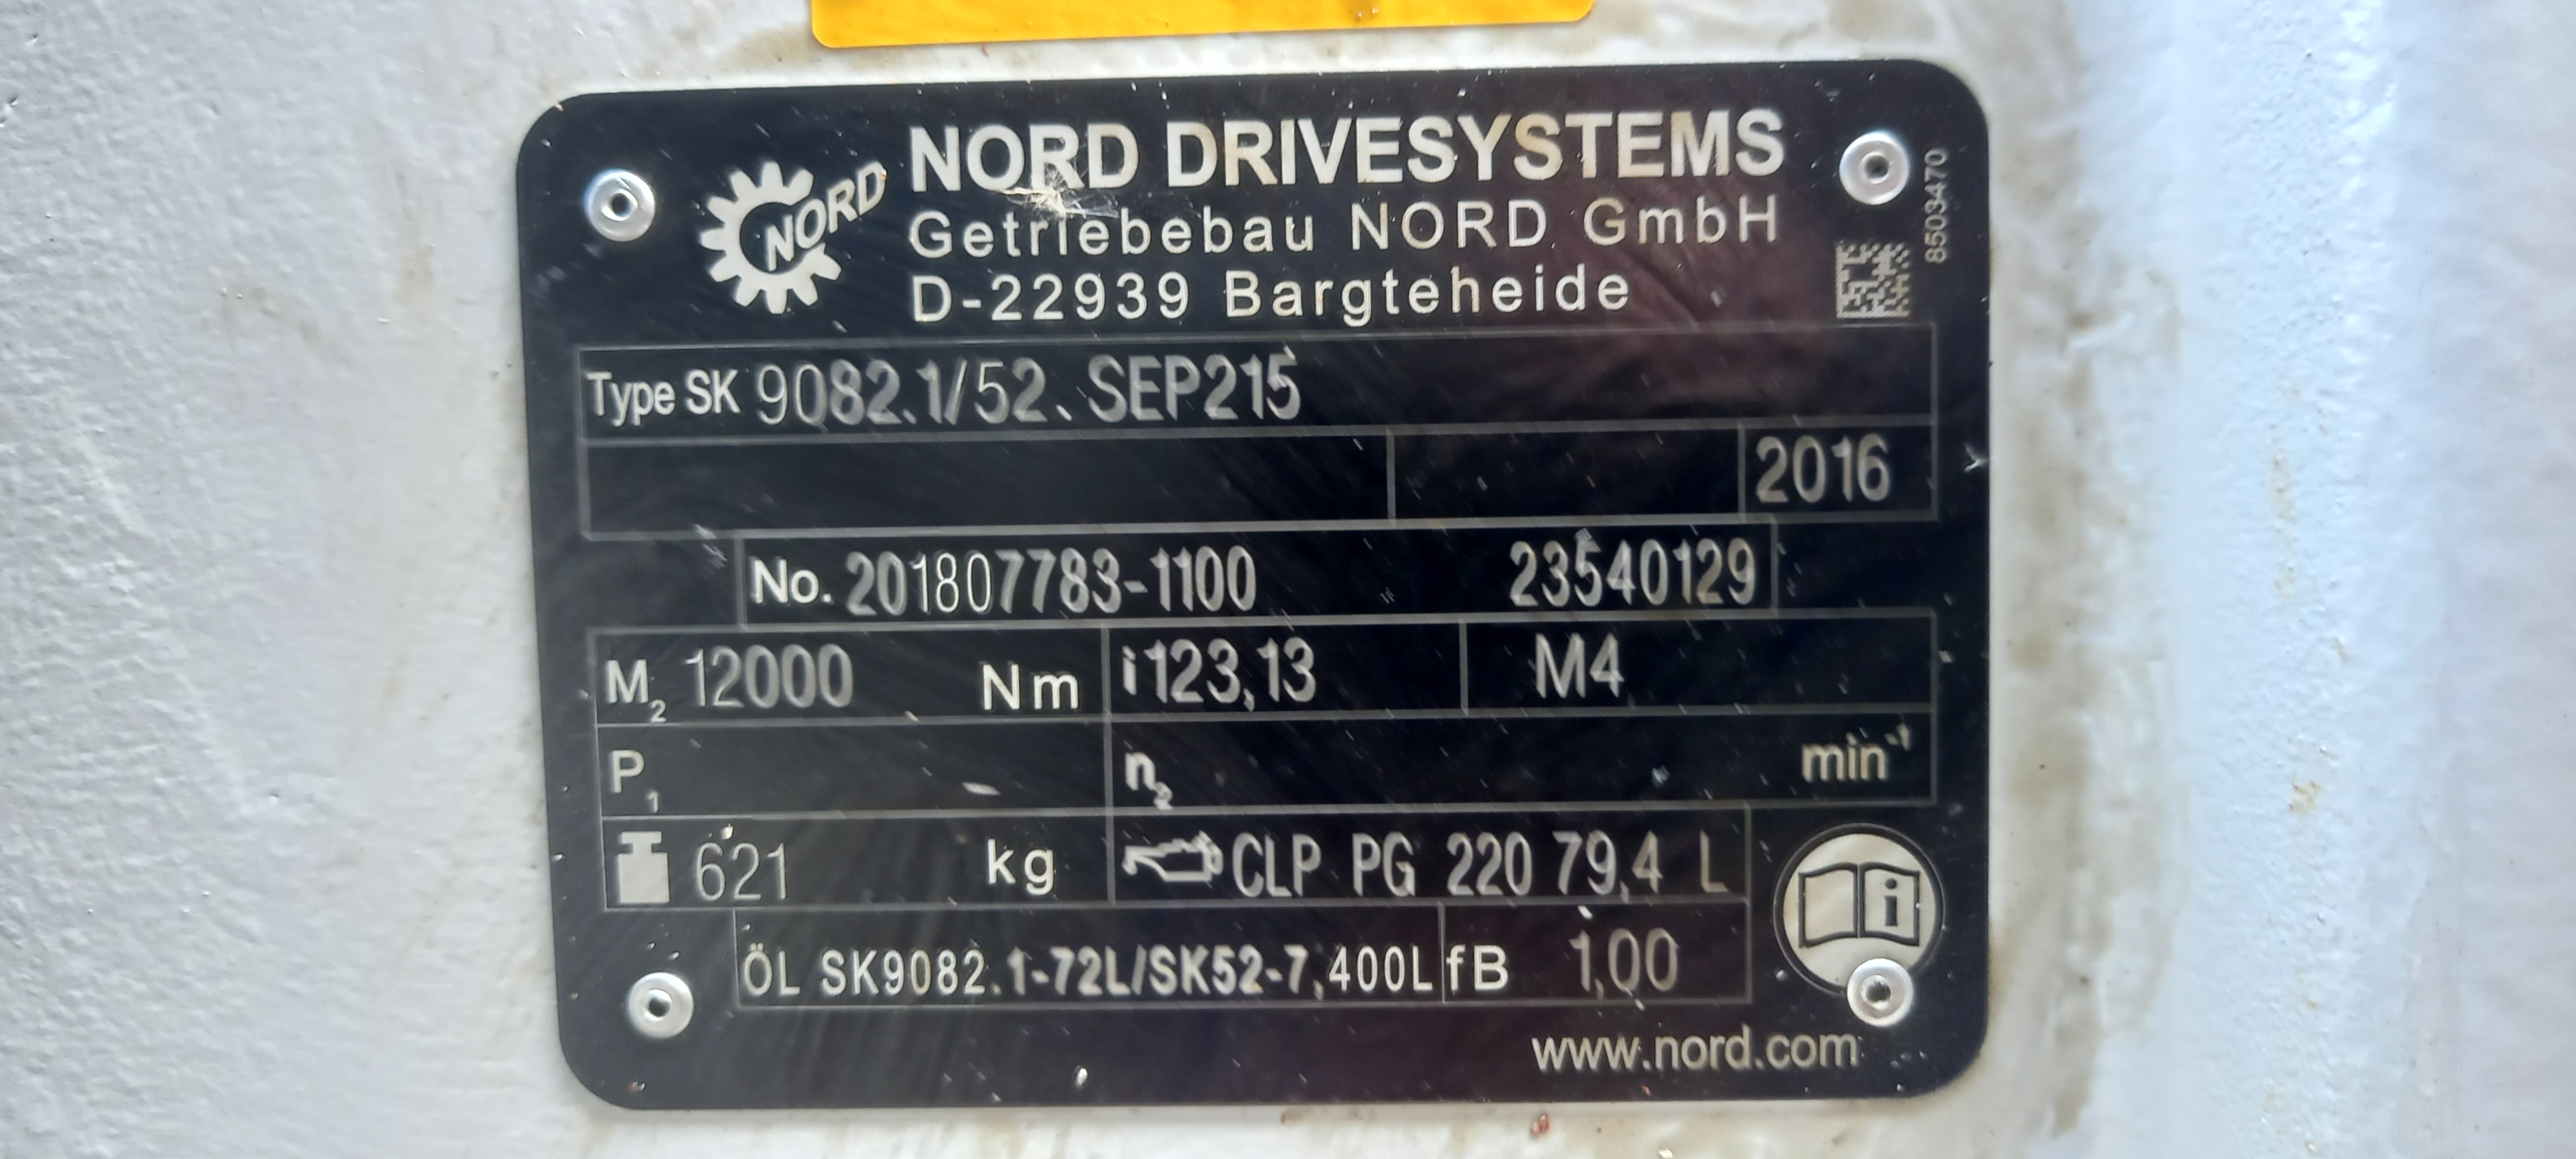 NORD
NORD DRIVESYSTEMS
Getriebebau NORD GmbH
D-22939 Bargteheide
8503470
Type SK 9082.1/52. SEP215
2016
No. 201807783-1100 23540129
M2 12000 Nm i 123,13 M4
P1 n2 min-1
621 kg CLP PG 220 79,4 L
ÖL SK9082.1-72L/SK52-7,400L fB 1,00
i
www.nord.com